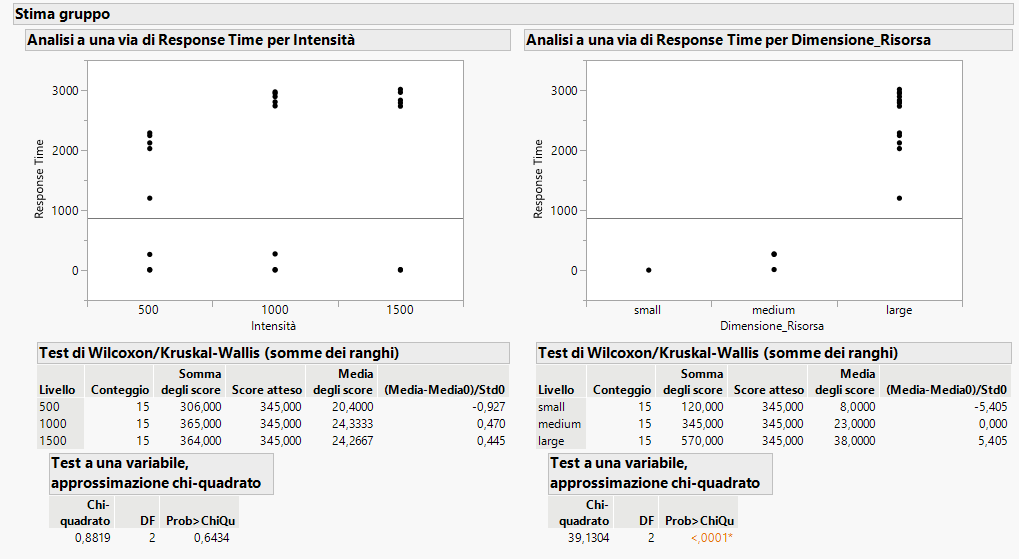 Stima gruppo
Analisi a una via di Response Time per Intensità
3000
2000
1000
0
Response Time
500 1000 1500
Intensità
Test di Wilcoxon/Kruskal-Wallis (somme dei ranghi)
Livello Conteggio Somma degli score Score atteso Media degli score (Media-Media0)/Std0
500 15 306,000 345,000 20,4000 -0,927
1000 15 365,000 345,000 24,3333 0,470
1500 15 364,000 345,000 24,2667 0,445
Test a una variabile,
approssimazione chi-quadrato
Chi-quadrato DF Prob>ChiQu
0,8819 2 0,6434
Analisi a una via di Response Time per Dimensione_Risorsa
3000
2000
1000
0
Response Time
small medium large
Dimensione_Risorsa
Test di Wilcoxon/Kruskal-Wallis (somme dei ranghi)
Livello Conteggio Somma degli score Score atteso Media degli score (Media-Media0)/Std0
small 15 120,000 345,000 8,0000 -5,405
medium 15 345,000 345,000 23,0000 0,000
large 15 570,000 345,000 38,0000 5,405
Test a una variabile,
approssimazione chi-quadrato
Chi-quadrato DF Prob>ChiQu
39,1304 2 <,0001*